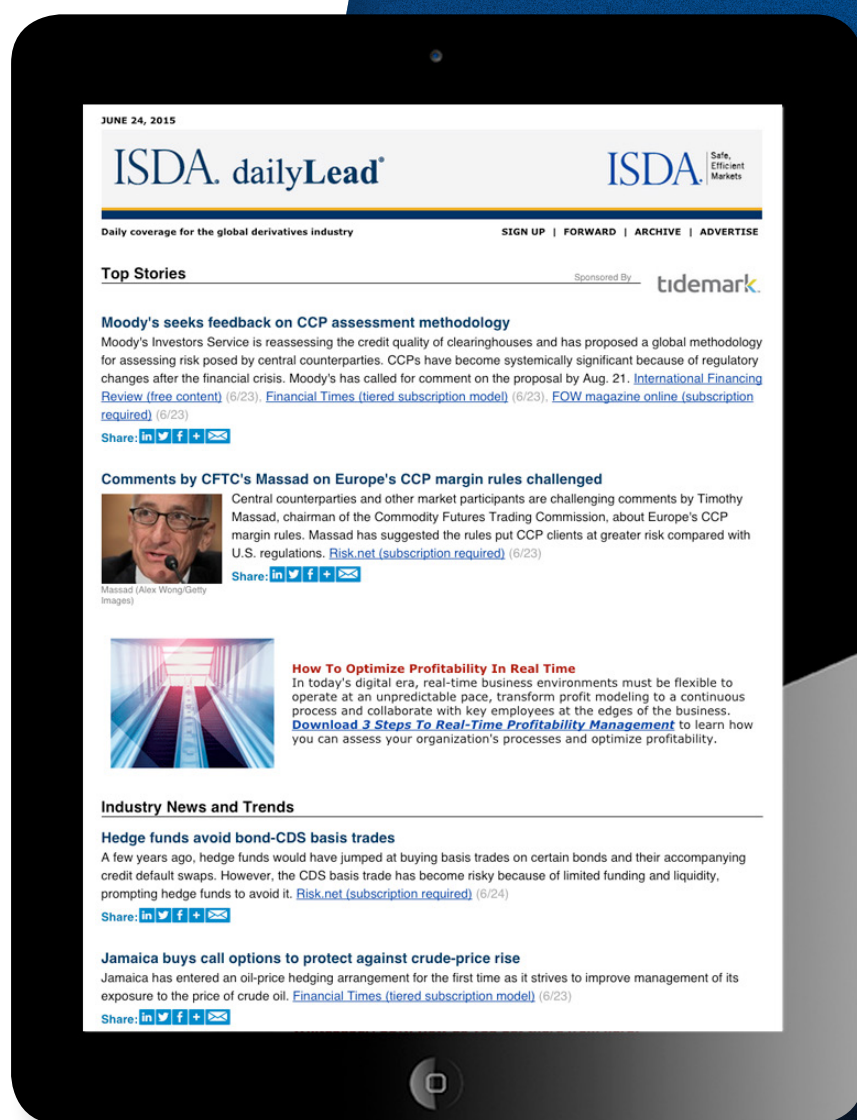 JUNE 24, 2015
ISDA. dailyLead®
ISDA. Safe,
Efficient
Markets
Daily coverage for the global derivatives industry
SIGN UP | FORWARD | ARCHIVE | ADVERTISE
Top Stories
Sponsored By
tidemark.
Moody's seeks feedback on CCP assessment methodology
Moody's Investors Service is reassessing the credit quality of clearinghouses and has proposed a global methodology
for assessing risk posed by central counterparties. CCPs have become systemically significant because of regulatory
changes after the financial crisis. Moody's has called for comment on the proposal by Aug. 21. International Financing
Review (free content) (6/23), Financial Times (tiered subscription model) (6/23), FOW magazine online (subscription
required) (6/23)
Share: in f +
Comments by CFTC's Massad on Europe's CCP margin rules challenged
Central counterparties and other market participants are challenging comments by Timothy
Massad, chairman of the Commodity Futures Trading Commission, about Europe's CCP
margin rules. Massad has suggested the rules put CCP clients at greater risk compared with
U.S. regulations. Risk.net (subscription required) (6/23)
Share: in f +
Massad (Alex Wong/Getty
Images)
How To Optimize Profitability In Real Time
In today's digital era, real-time business environments must be flexible to
operate at an unpredictable pace, transform profit modeling to a continuous
process and collaborate with key employees at the edges of the business.
Download 3 Steps To Real-Time Profitability Management to learn how
you can assess your organization's processes and optimize profitability.
Industry News and Trends
Hedge funds avoid bond-CDS basis trades
A few years ago, hedge funds would have jumped at buying basis trades on certain bonds and their accompanying
credit default swaps. However, the CDS basis trade has become risky because of limited funding and liquidity,
prompting hedge funds to avoid it. Risk.net (subscription required) (6/24)
Share: in f +
Jamaica buys call options to protect against crude-price rise
Jamaica has entered an oil-price hedging arrangement for the first time as it strives to improve management of its
exposure to the price of crude oil. Financial Times (tiered subscription model) (6/23)
Share: in f +